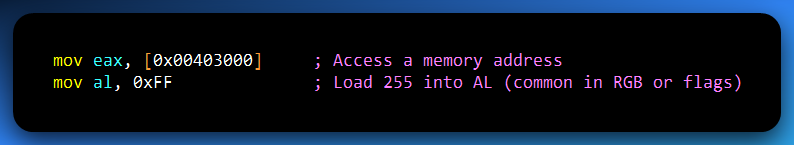 mov eax, [0x00403000]     ; Access a memory address
mov al, 0xFF              ; Load 255 into AL (common in RGB or flags)